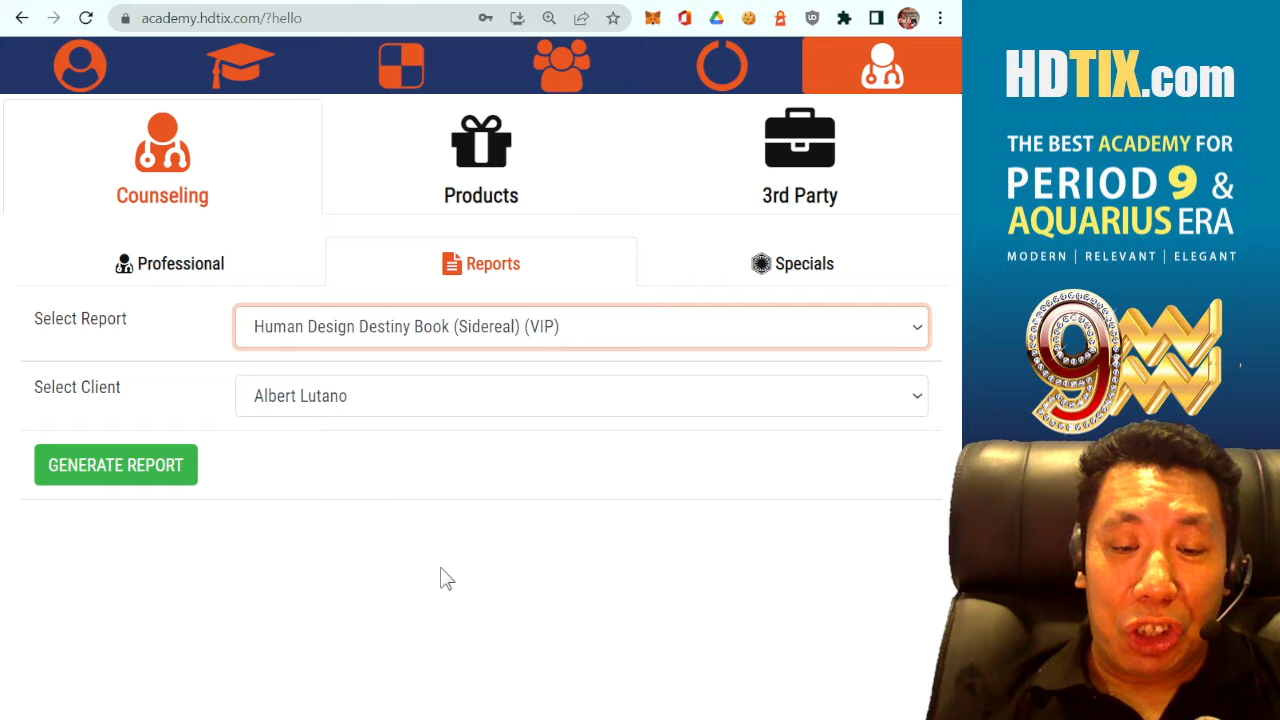 academy.hdtix.com/?hello
Counseling
Products
3rd Party
Professional
Reports
Specials
Select Report
Human Design Destiny Book (Sidereal) (VIP)
Select Client
Albert Lutano
GENERATE REPORT
HDTIX.com
THE BEST ACADEMY FOR
PERIOD 9 &
AQUARIUS ERA
MODERN | RELEVANT | ELEGANT
9